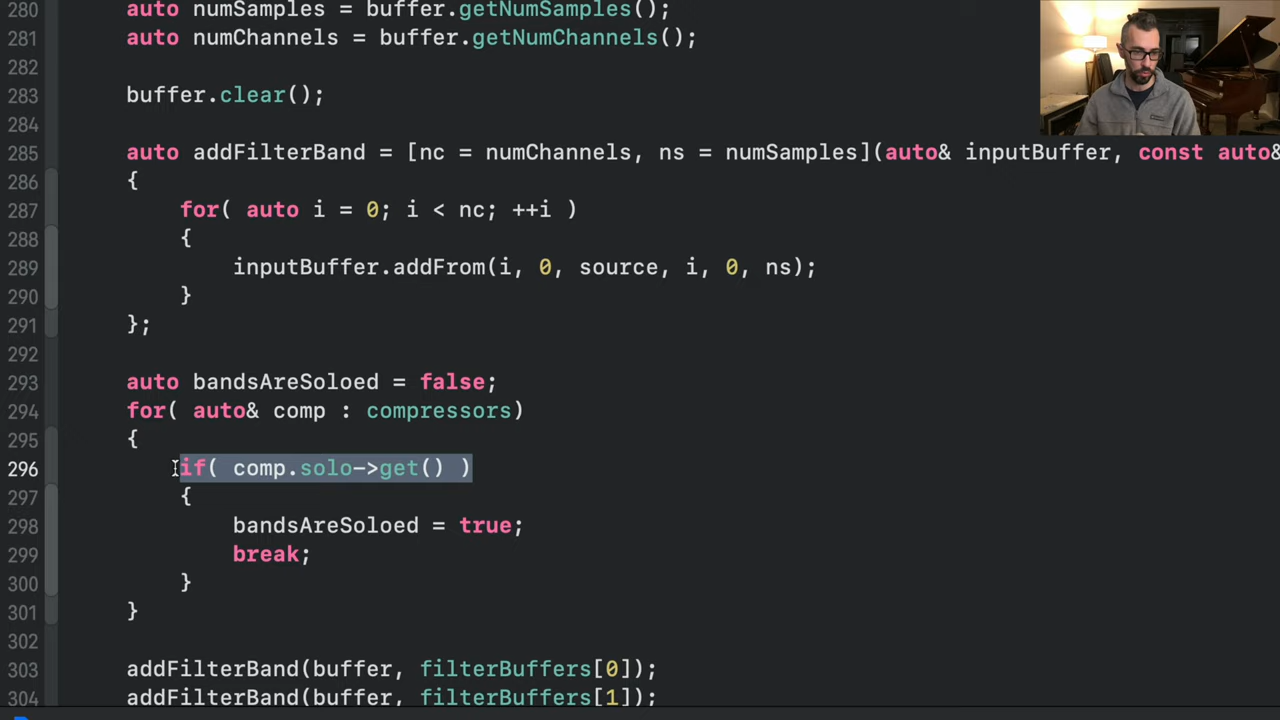 280 auto numSamples = buffer.getNumSamples();
281 auto numChannels = buffer.getNumChannels();
282
283 buffer.clear();
284
285 auto addFilterBand = [nc = numChannels, ns = numSamples](auto& inputBuffer, const auto&
286 {
287 for( auto i = 0; i < nc; ++i )
288 {
289 inputBuffer.addFrom(i, 0, source, i, 0, ns);
290 }
291 };
292
293 auto bandsAreSoloed = false;
294 for( auto& comp : compressors)
295 {
296 if( comp.solo->get() )
297 {
298 bandsAreSoloed = true;
299 break;
300 }
301 }
302
303 addFilterBand(buffer, filterBuffers[0]);
304 addFilterBand(buffer, filterBuffers[1]);